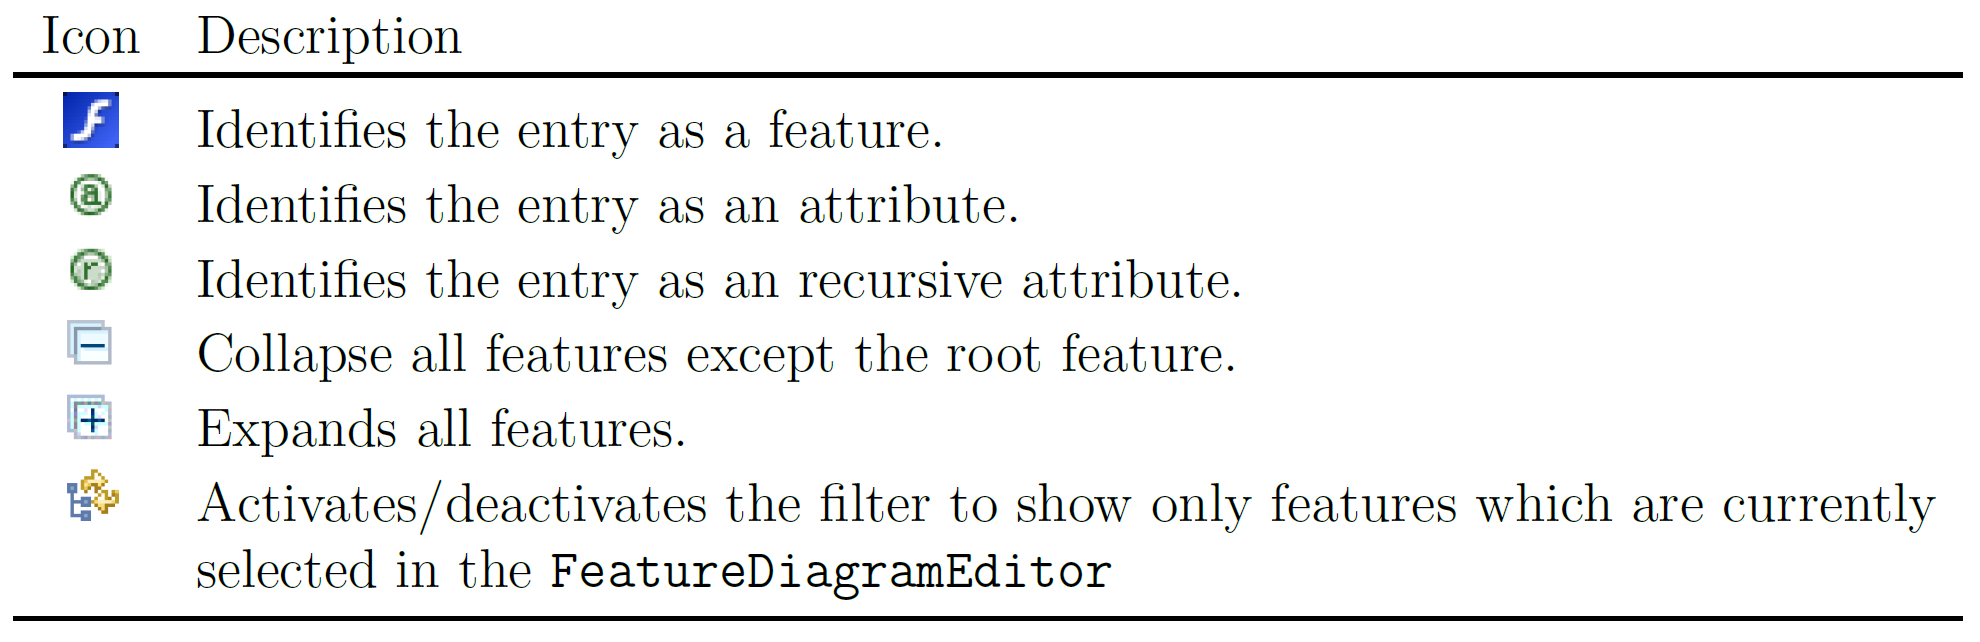 Icon Description
f Identifies the entry as a feature.
a Identifies the entry as an attribute.
r Identifies the entry as an recursive attribute.
Collapse all features except the root feature.
Expands all features.
Activates/deactivates the filter to show only features which are currently
selected in the FeatureDiagramEditor